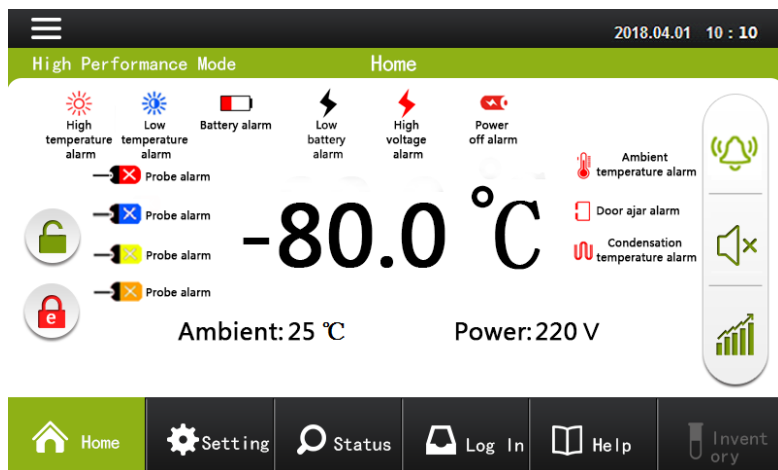 2018.04.01 10 : 10
High Performance Mode Home
High
temperature
alarm
Low
temperature
alarm
Battery alarm
Low
battery
alarm
High
voltage
alarm
Power
off alarm
Probe alarm
Probe alarm
Probe alarm
Probe alarm
e
-80.0 ℃
Ambient
temperature alarm
Door ajar alarm
Condensation
temperature alarm
Ambient: 25 ℃ Power: 220 V
Home
Setting
Status
Log In
Help
Invent
ory